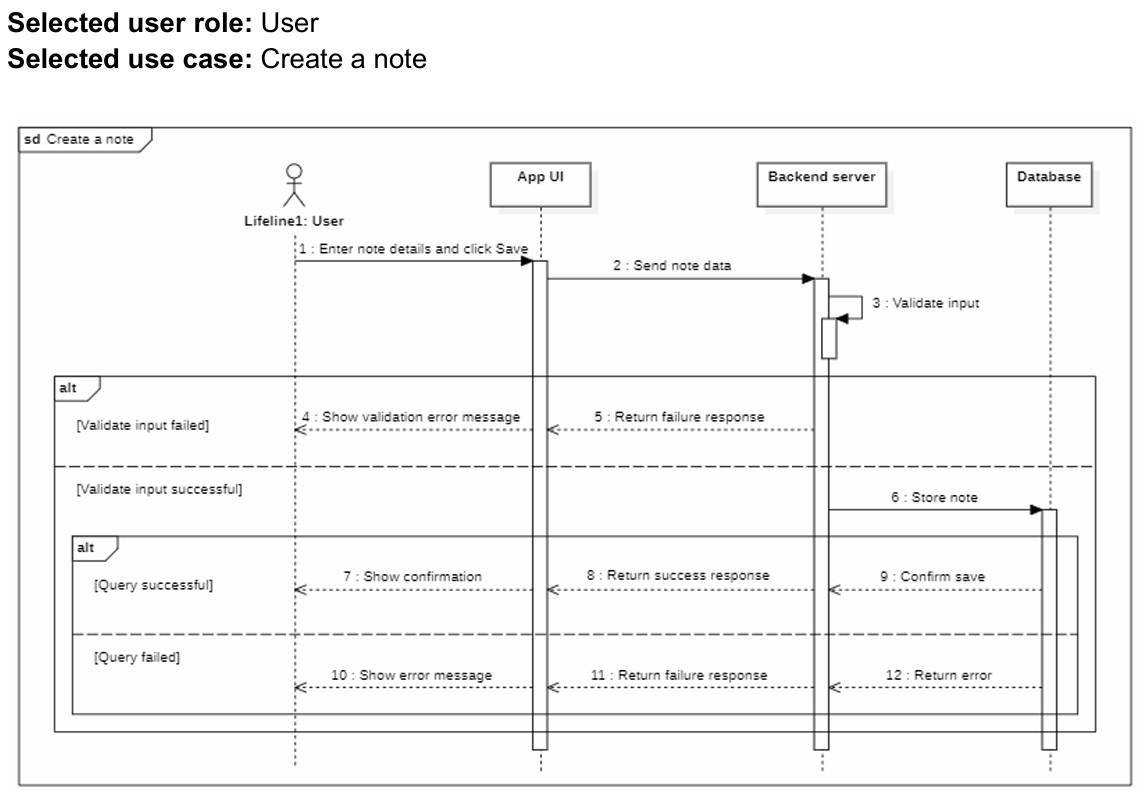 Selected user role: User
Selected use case: Create a note
sd Create a note
App UI
Backend server
Database
Lifeline1: User
1 : Enter note details and click Save
2 : Send note data
3 : Validate input
alt
[Validate input failed]
4 : Show validation error message
5 : Return failure response
[Validate input successful]
6 : Store note
alt
[Query successful]
7 : Show confirmation
8 : Return success response
9 : Confirm save
[Query failed]
10 : Show error message
11 : Return failure response
12 : Return error